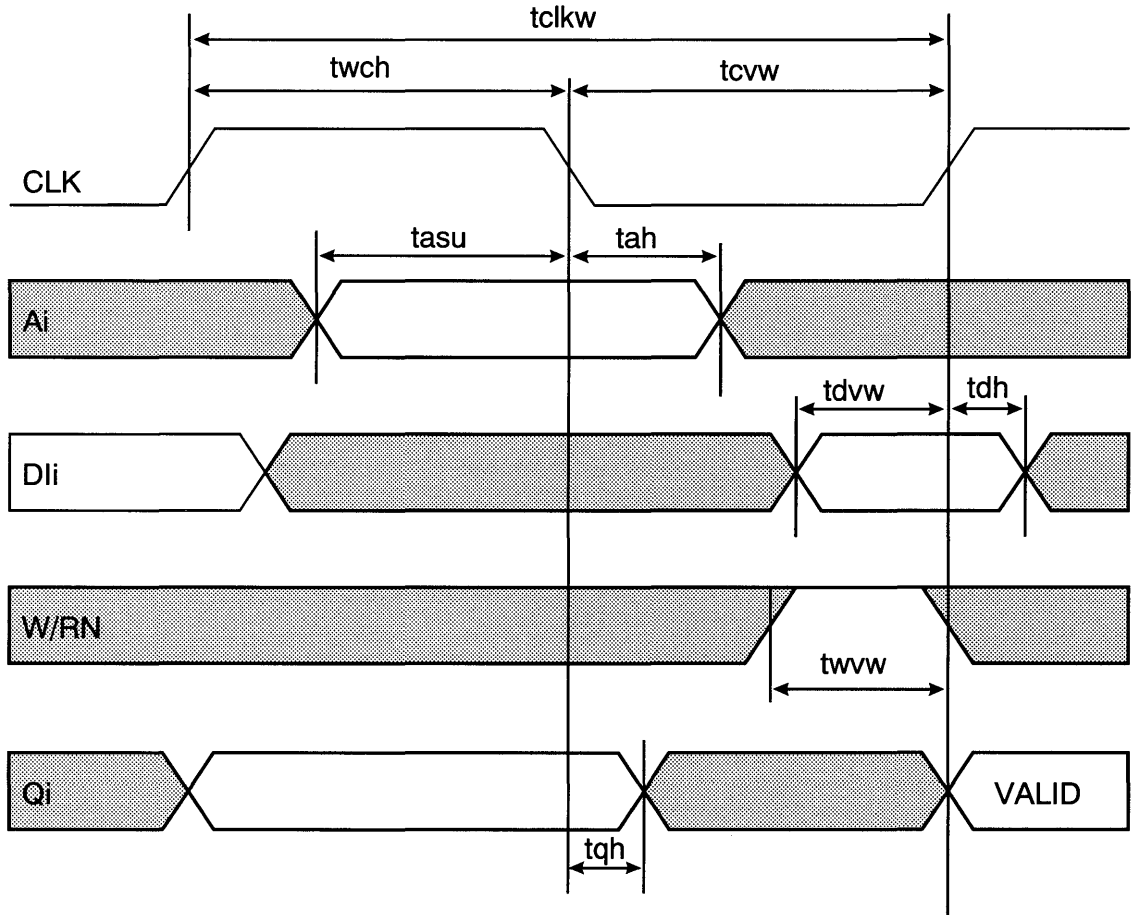 tclkw
twch
tcvw
CLK
tasu
tah
Ai
tdvw
tdh
DIi
W/RN
twvw
Qi
VALID
tqh